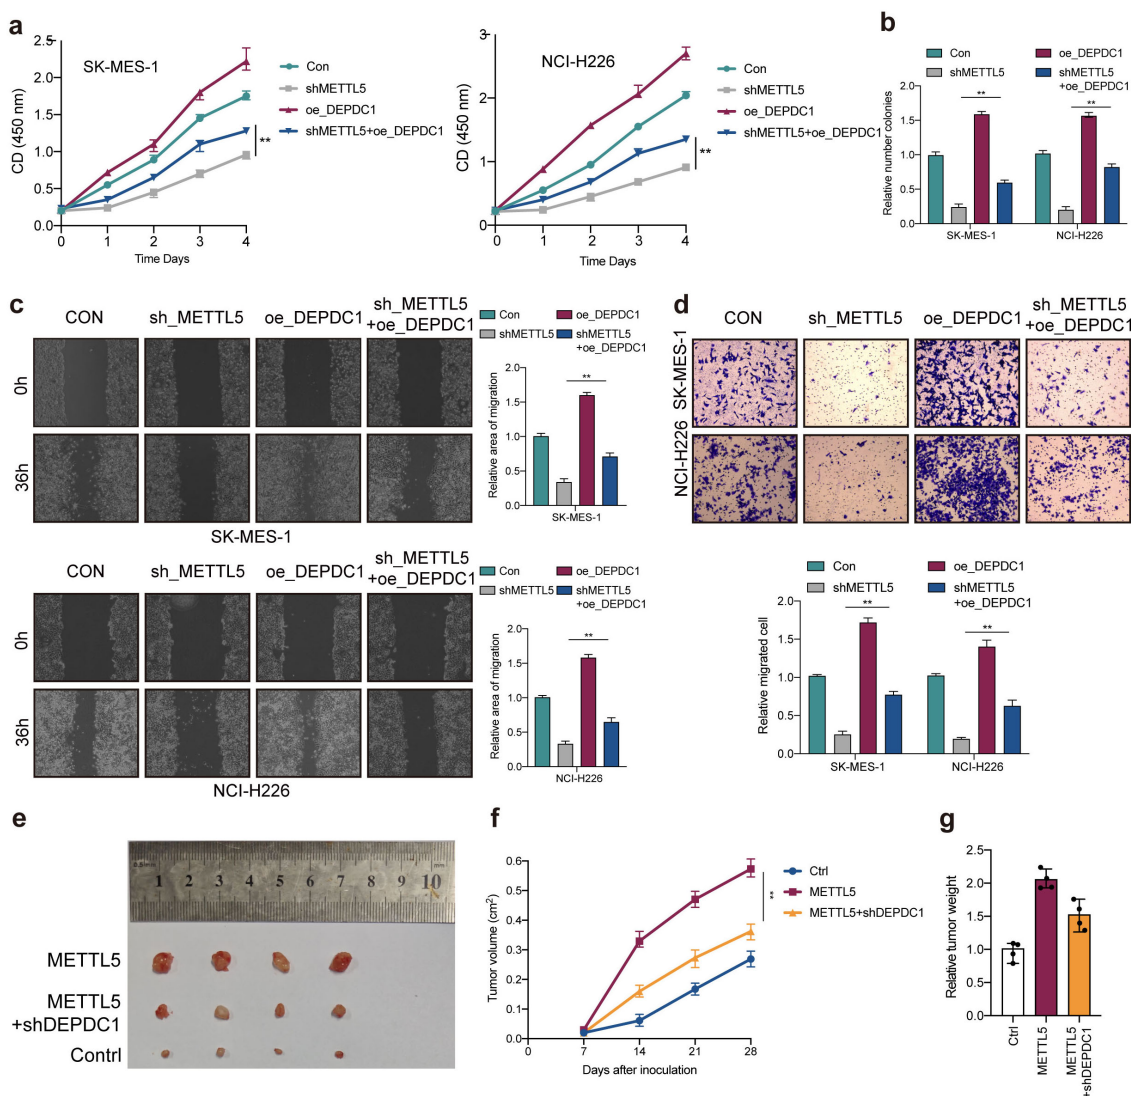 a
SK-MES-1
CD (450 nm)
2.5
2.0
1.5
1.0
0.5
0.0
0 1 2 3 4
Time Days
Con
shMETTL5
oe_DEPDC1
shMETTL5+oe_DEPDC1
**
NCI-H226
CD (450 nm)
3
2
1
0
0 1 2 3 4
Time Days
Con
shMETTL5
oe_DEPDC1
shMETTL5+oe_DEPDC1
**
b
Con
oe_DEPDC1
shMETTL5
shMETTL5
+oe_DEPDC1
Relative number colonies
2.0
1.5
1.0
0.5
0.0
**
**
SK-MES-1 NCI-H226
c
CON sh_METTL5 oe_DEPDC1 sh_METTL5
+oe_DEPDC1
0h
36h
SK-MES-1
Con
oe_DEPDC1
shMETTL5
shMETTL5
+oe_DEPDC1
Relative area of migration
2.0
1.5
1.0
0.5
0.0
**
SK-MES-1
CON sh_METTL5 oe_DEPDC1 sh_METTL5
+oe_DEPDC1
0h
36h
NCI-H226
Con
oe_DEPDC1
shMETTL5
shMETTL5
+oe_DEPDC1
Relative area of migration
2.0
1.5
1.0
0.5
0.0
**
NCI-H226
d
CON sh_METTL5 oe_DEPDC1 sh_METTL5
+oe_DEPDC1
SK-MES-1
NCI-H226
Con
oe_DEPDC1
shMETTL5
shMETTL5
+oe_DEPDC1
Relative migrated cell
2.0
1.5
1.0
0.5
0.0
**
**
SK-MES-1 NCI-H226
e
0.5mm
mm
1 2 3 4 5 6 7 8 9 10
METTL5
METTL5
+shDEPDC1
Contrl
f
Tumor volume (cm²)
0.6
0.5
0.4
0.3
0.2
0.1
0.0
0 7 14 21 28
Days after inoculation
Ctrl
METTL5
METTL5+shDEPDC1
**
g
Relative tumor weight
2.5
2.0
1.5
1.0
0.5
0.0
Ctrl
METTL5
METTL5
+shDEPDC1